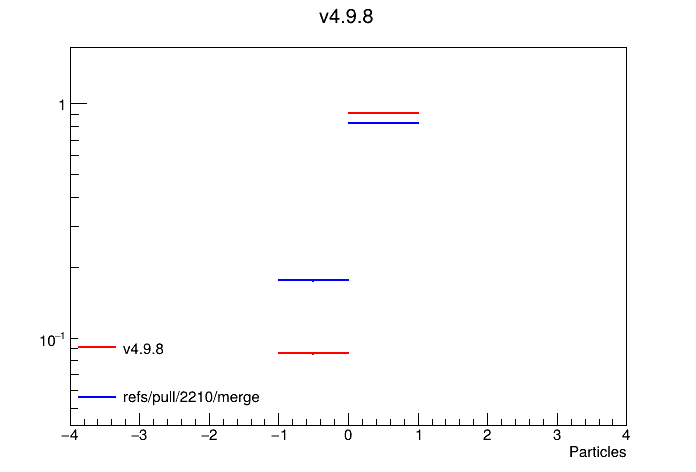 v4.9.8
1
10⁻¹
v4.9.8
refs/pull/2210/merge
−4 −3 −2 −1 0 1 2 3 4
Particles